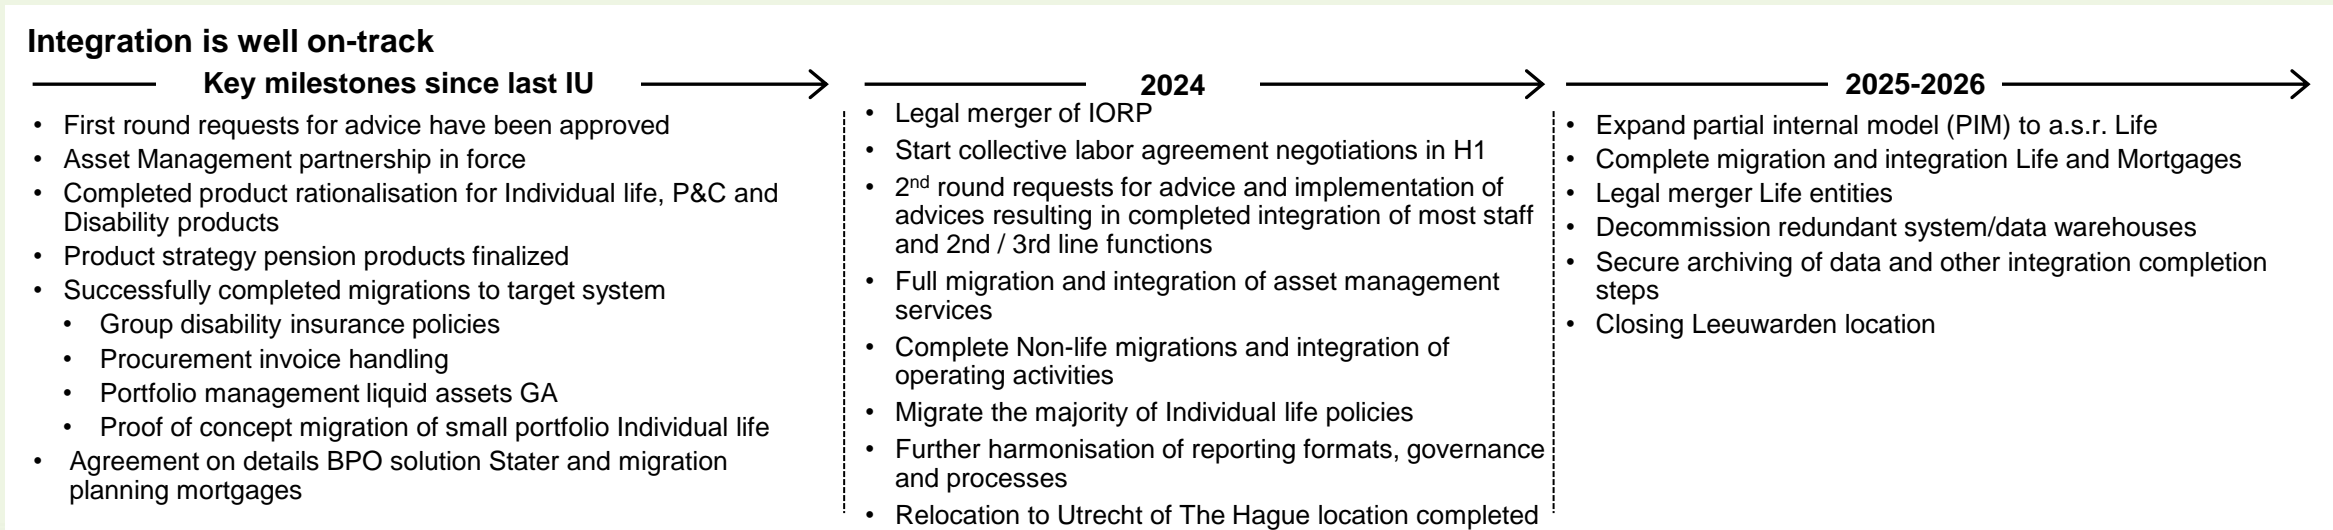 Integration is well on-track
Key milestones since last IU
• First round requests for advice have been approved
• Asset Management partnership in force
• Completed product rationalisation for Individual life, P&C and
Disability products
• Product strategy pension products finalized
• Successfully completed migrations to target system
• Group disability insurance policies
• Procurement invoice handling
• Portfolio management liquid assets GA
• Proof of concept migration of small portfolio Individual life
• Agreement on details BPO solution Stater and migration
planning mortgages
2024
• Legal merger of IORP
• Start collective labor agreement negotiations in H1
• 2nd round requests for advice and implementation of
advices resulting in completed integration of most staff
and 2nd / 3rd line functions
• Full migration and integration of asset management
services
• Complete Non-life migrations and integration of
operating activities
• Migrate the majority of Individual life policies
• Further harmonisation of reporting formats, governance
and processes
• Relocation to Utrecht of The Hague location completed
2025-2026
• Expand partial internal model (PIM) to a.s.r. Life
• Complete migration and integration Life and Mortgages
• Legal merger Life entities
• Decommission redundant system/data warehouses
• Secure archiving of data and other integration completion
steps
• Closing Leeuwarden location